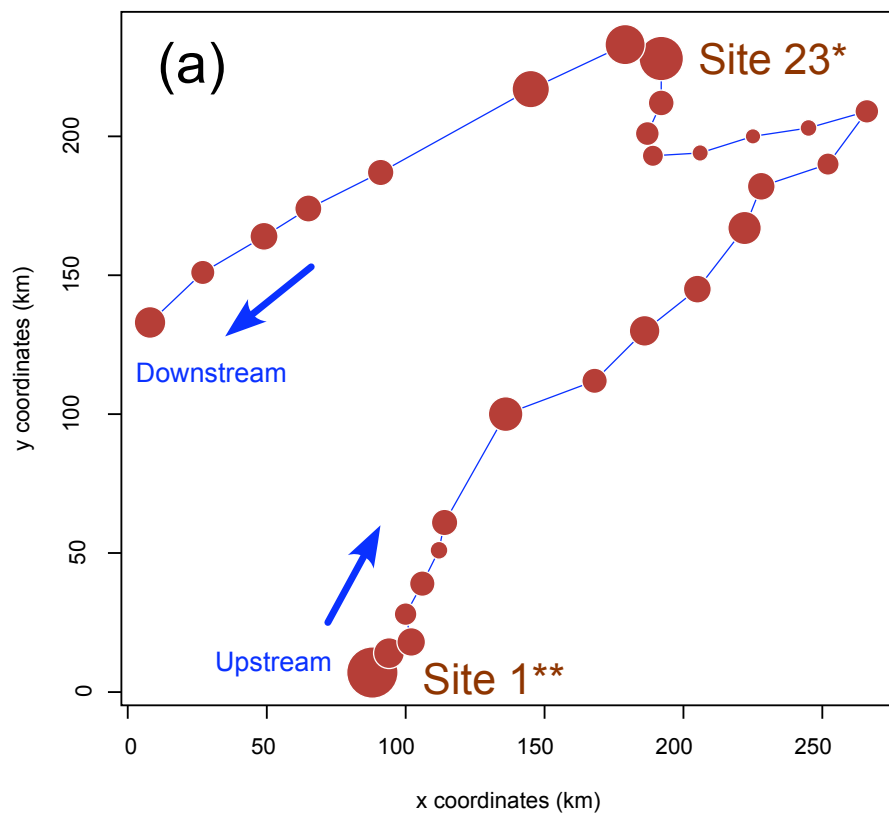 (a)
Site 23*
Downstream
Upstream
Site 1**
y coordinates (km)
0
50
100
150
200
0
50
100
150
200
250
x coordinates (km)